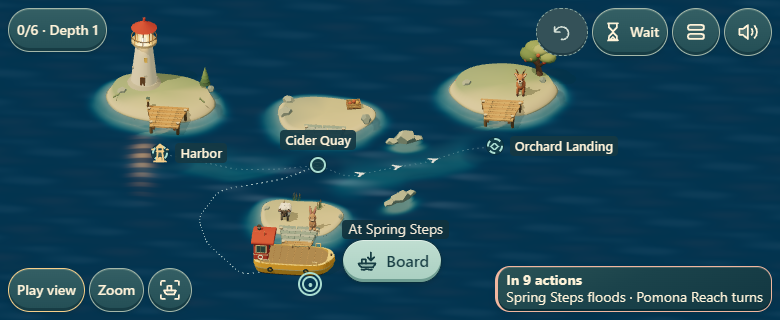 0/6 · Depth 1
Wait
Cider Quay
Harbor
Orchard Landing
At Spring Steps
Board
Play view
Zoom
In 9 actions
Spring Steps floods · Pomona Reach turns